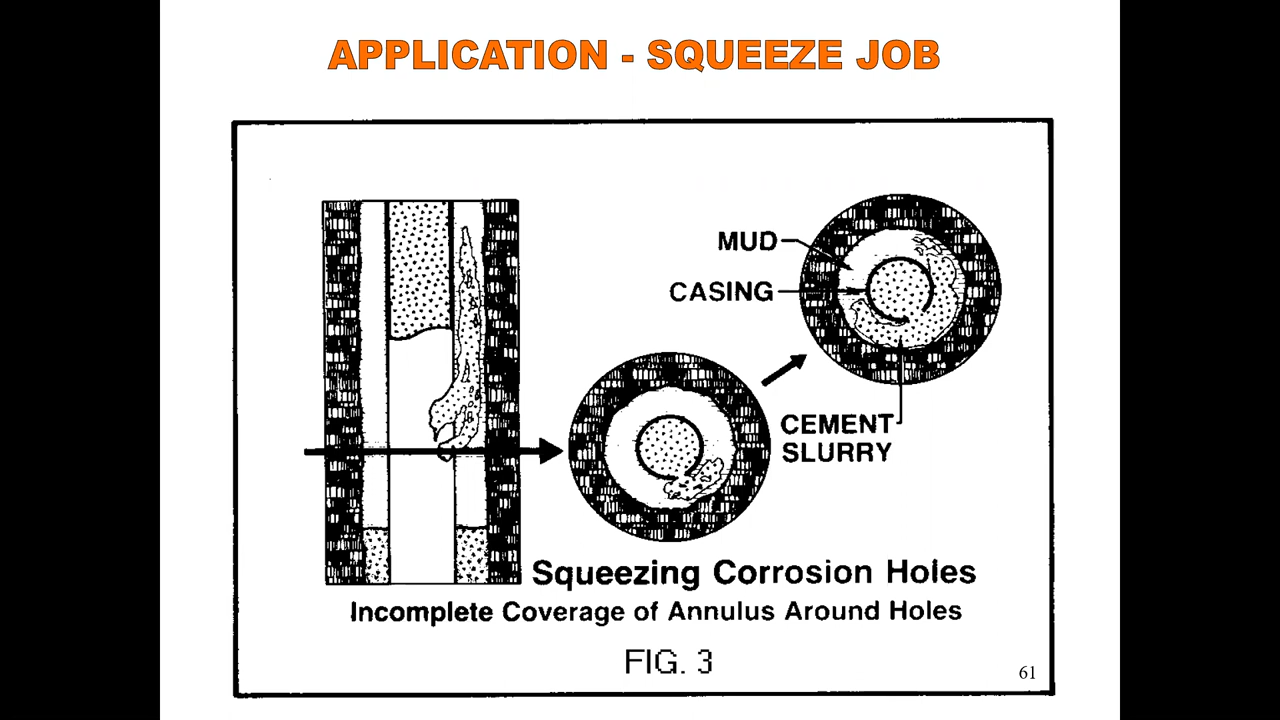 APPLICATION - SQUEEZE JOB
MUD
CASING
CEMENT
SLURRY
Squeezing Corrosion Holes
Incomplete Coverage of Annulus Around Holes
FIG. 3
61